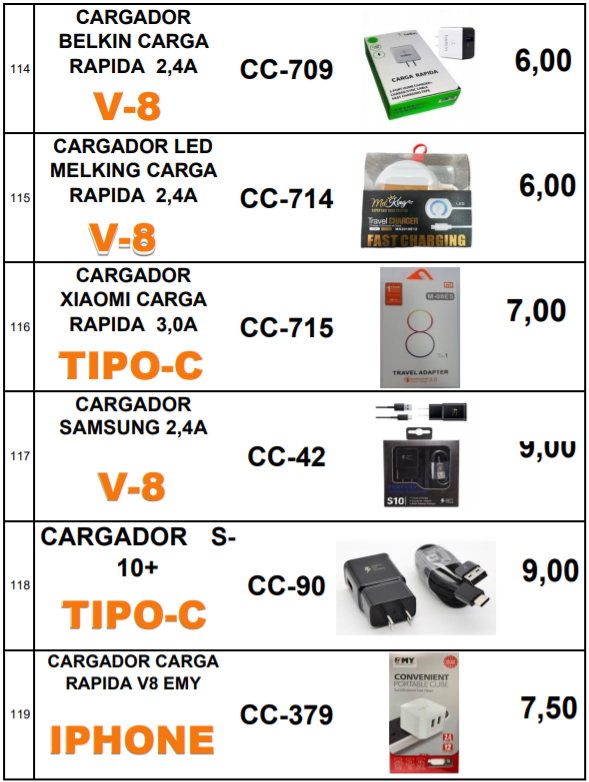 114
CARGADOR
BELKIN CARGA
RAPIDA 2,4A
V-8
CC-709
CARGA RAPIDA
6,00
115
CARGADOR LED
MELKING CARGA
RAPIDA 2,4A
V-8
CC-714
LED
Travel CHARGER
FAST CHARGING
6,00
116
CARGADOR
XIAOMI CARGA
RAPIDA 3,0A
TIPO-C
CC-715
TRAVEL ADAPTER
7,00
117
CARGADOR
SAMSUNG 2,4A
V-8
CC-42
S10
9,00
118
CARGADOR S-
10+
TIPO-C
CC-90
9,00
119
CARGADOR CARGA
RAPIDA V8 EMY
IPHONE
CC-379
EMY
CONVENIENT
PORTABLE CUBE
7,50